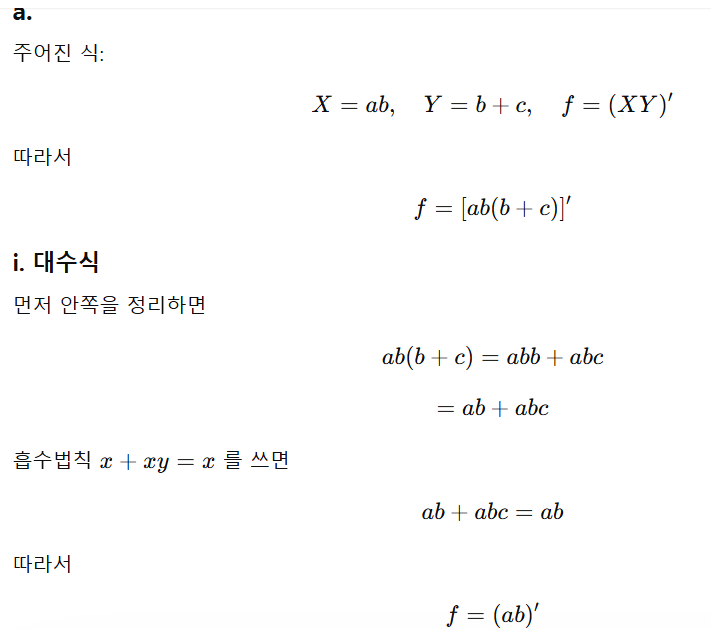 a.
주어진 식:
X = ab, Y = b + c, f = (XY)′
따라서
f = [ab(b + c)]′
i. 대수식
먼저 안쪽을 정리하면
ab(b + c) = abb + abc
= ab + abc
흡수법칙 x + xy = x 를 쓰면
ab + abc = ab
따라서
f = (ab)′